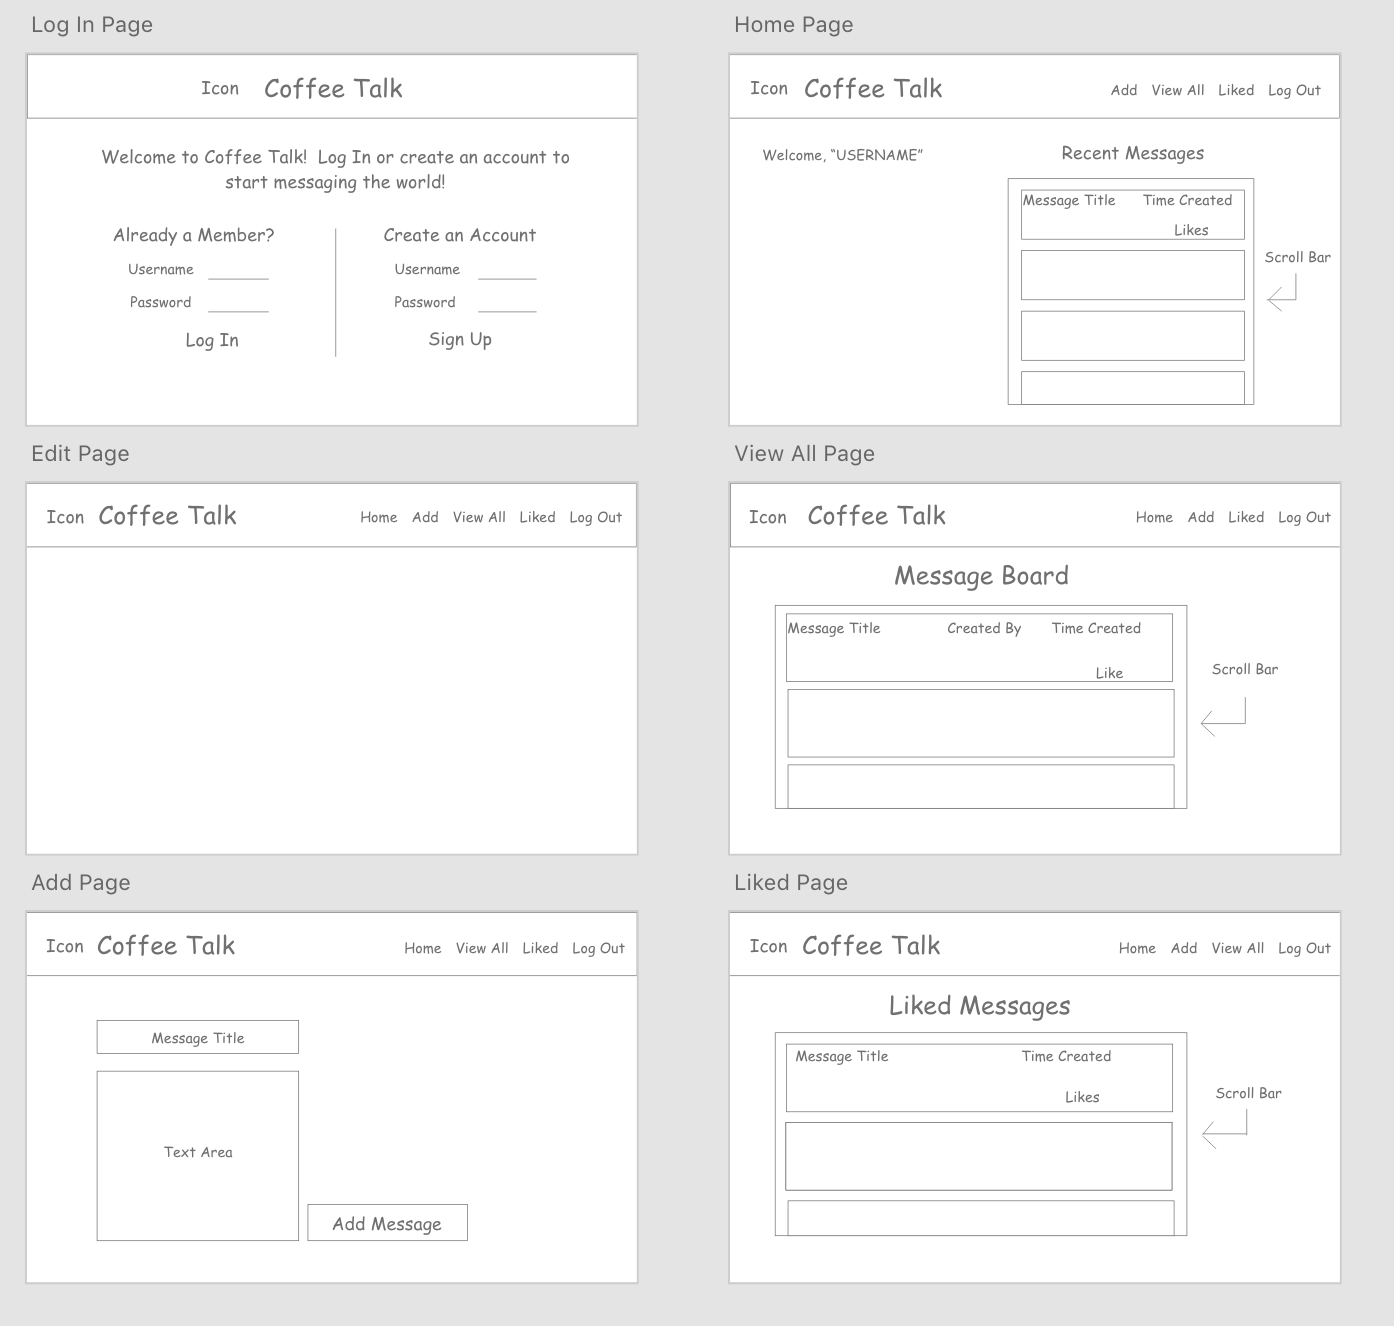 Log In Page
Icon Coffee Talk
Welcome to Coffee Talk! Log In or create an account to
start messaging the world!
Already a Member?
Username
Password
Log In
Create an Account
Username
Password
Sign Up
Home Page
Icon Coffee Talk Add View All Liked Log Out
Welcome, “USERNAME”
Recent Messages
Message Title Time Created
Likes
Scroll Bar
Edit Page
Icon Coffee Talk Home Add View All Liked Log Out
View All Page
Icon Coffee Talk Home Add Liked Log Out
Message Board
Message Title Created By Time Created
Like
Scroll Bar
Add Page
Icon Coffee Talk Home View All Liked Log Out
Message Title
Text Area
Add Message
Liked Page
Icon Coffee Talk Home Add View All Log Out
Liked Messages
Message Title Time Created
Likes
Scroll Bar